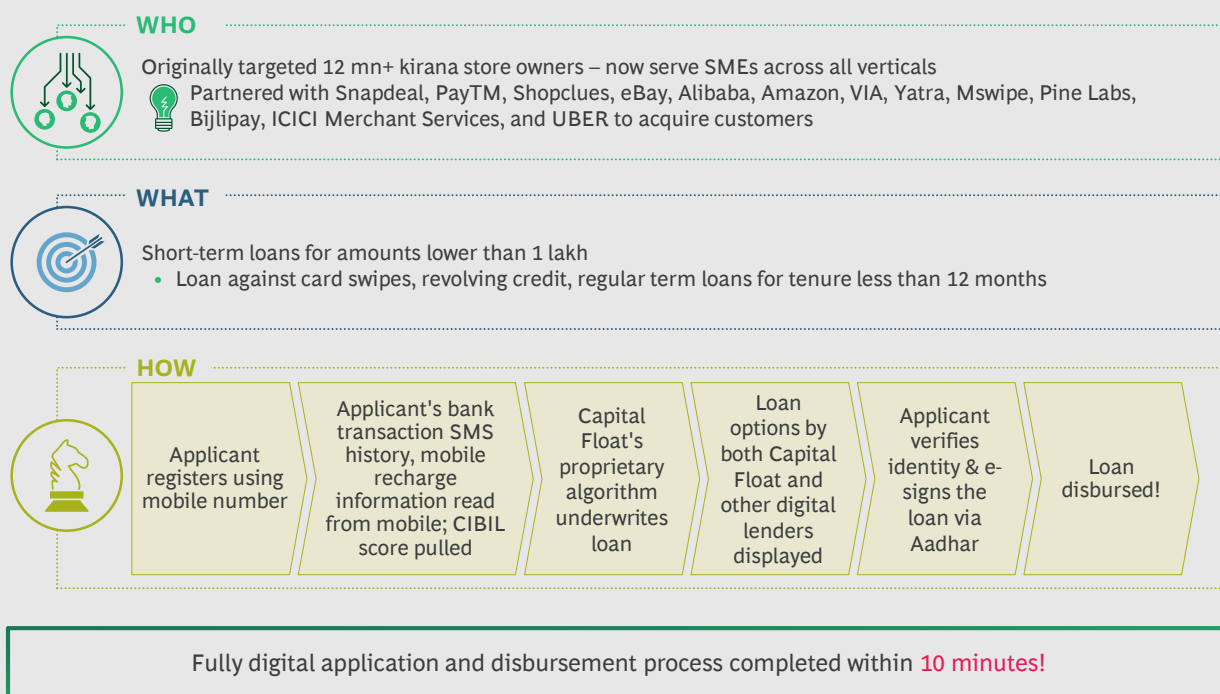 WHO
Originally targeted 12 mn+ kirana store owners – now serve SMEs across all verticals
Partnered with Snapdeal, PayTM, Shopclues, eBay, Alibaba, Amazon, VIA, Yatra, Mswipe, Pine Labs,
Bijlipay, ICICI Merchant Services, and UBER to acquire customers
WHAT
Short-term loans for amounts lower than 1 lakh
• Loan against card swipes, revolving credit, regular term loans for tenure less than 12 months
HOW
Applicant
registers using
mobile number
Applicant's bank
transaction SMS
history, mobile
recharge
information read
from mobile; CIBIL
score pulled
Capital
Float's
proprietary
algorithm
underwrites
loan
Loan
options by
both Capital
Float and
other digital
lenders
displayed
Applicant
verifies
identity & e-
signs the
loan via
Aadhar
Loan
disbursed!
Fully digital application and disbursement process completed within 10 minutes!